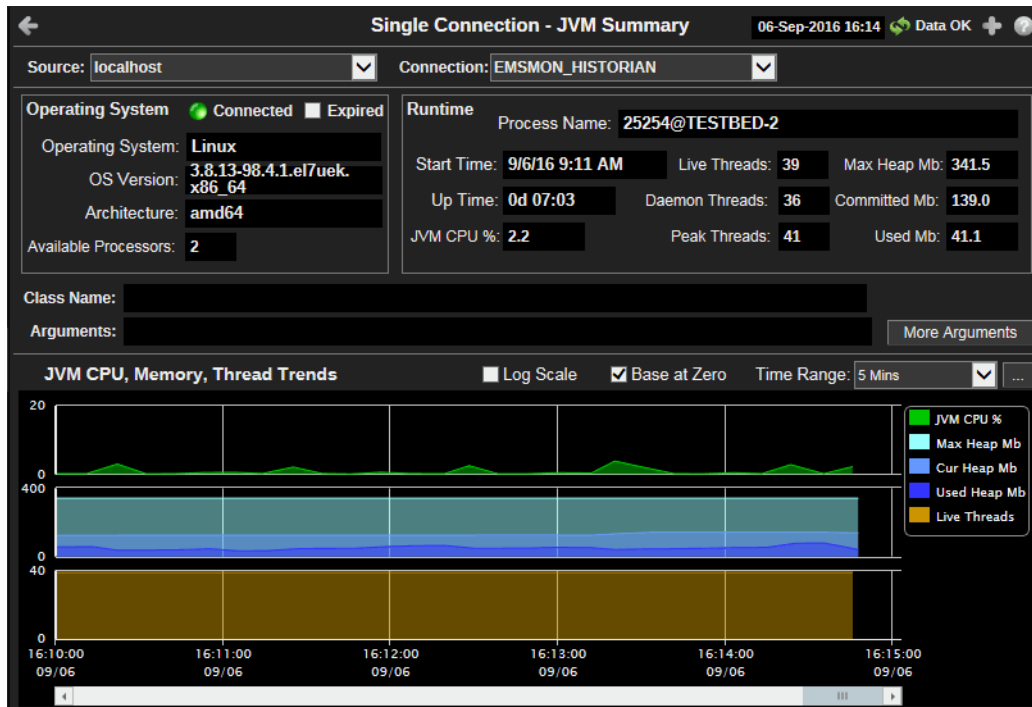 Single Connection - JVM Summary 06-Sep-2016 16:14 Data OK
Source: localhost Connection: EMSMON_HISTORIAN
Operating System Connected Expired
Operating System: Linux
OS Version: 3.8.13-98.4.1.el7uek.
x86_64
Architecture: amd64
Available Processors: 2
Runtime
Process Name: 25254@TESTBED-2
Start Time: 9/6/16 9:11 AM Live Threads: 39 Max Heap Mb: 341.5
Up Time: 0d 07:03 Daemon Threads: 36 Committed Mb: 139.0
JVM CPU %: 2.2 Peak Threads: 41 Used Mb: 41.1
Class Name:
Arguments: More Arguments
JVM CPU, Memory, Thread Trends Log Scale Base at Zero Time Range: 5 Mins ...
20
0
400
0
40
0
JVM CPU %
Max Heap Mb
Cur Heap Mb
Used Heap Mb
Live Threads
16:10:00 16:11:00 16:12:00 16:13:00 16:14:00 16:15:00
09/06 09/06 09/06 09/06 09/06 09/06